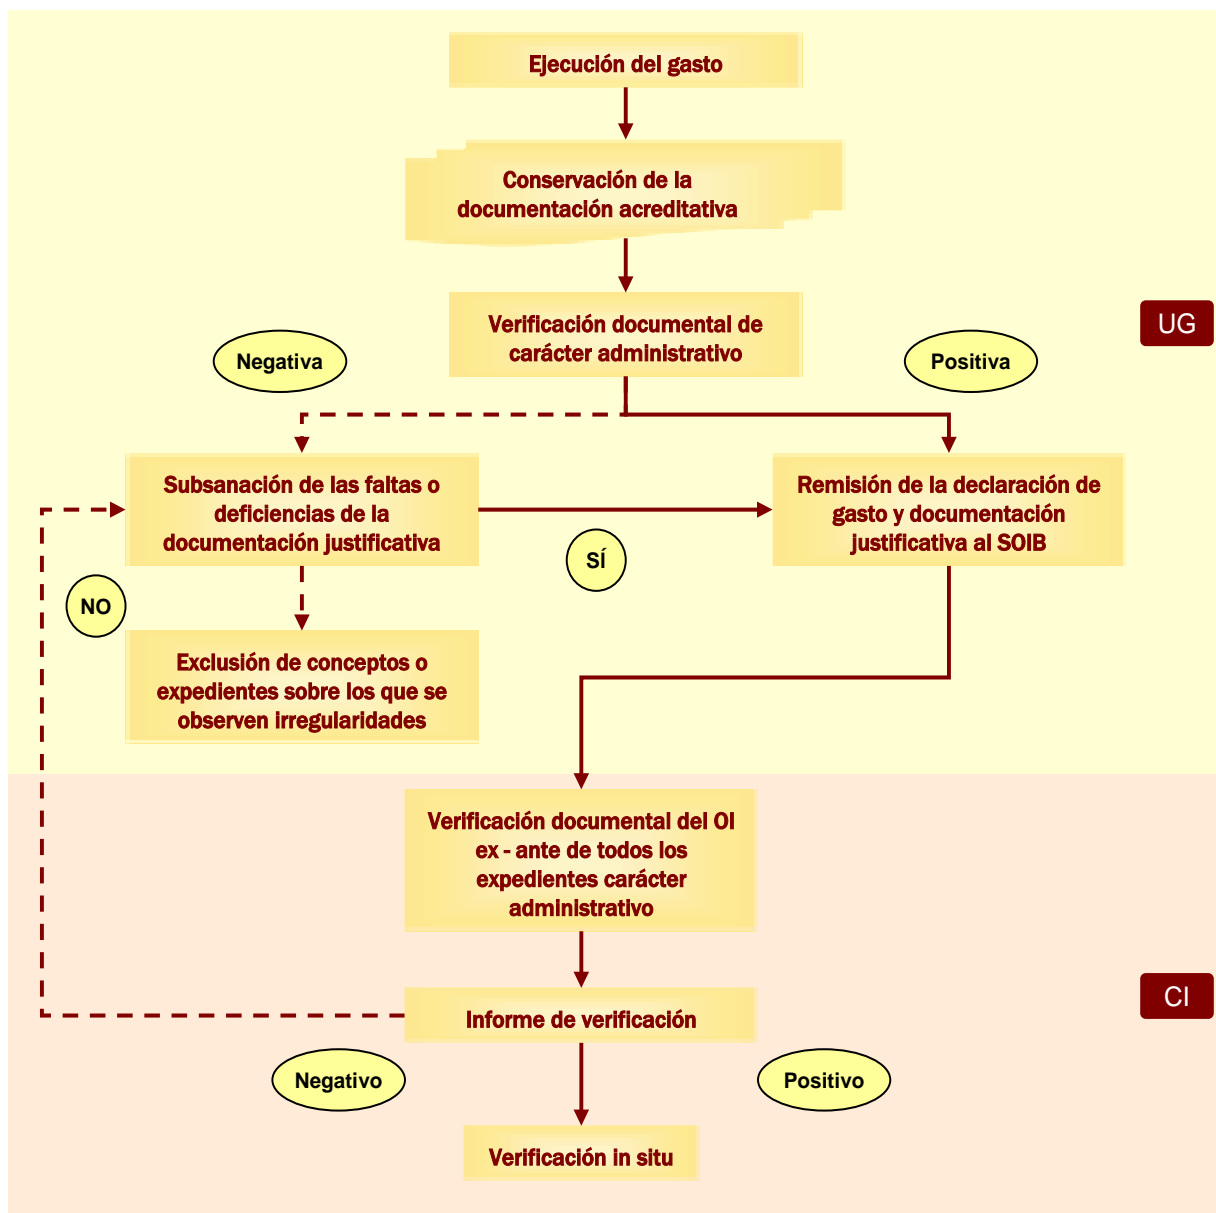 Ejecución del gasto
Conservación de la
documentación acreditativa
Verificación documental de
carácter administrativo
UG
Negativa
Positiva
Subsanación de las faltas o
deficiencias de la
documentación justificativa
Remisión de la declaración de
gasto y documentación
justificativa al SOIB
SÍ
NO
Exclusión de conceptos o
expedientes sobre los que se
observen irregularidades
Verificación documental del OI
ex - ante de todos los
expedientes carácter
administrativo
CI
Informe de verificación
Negativo
Positivo
Verificación in situ